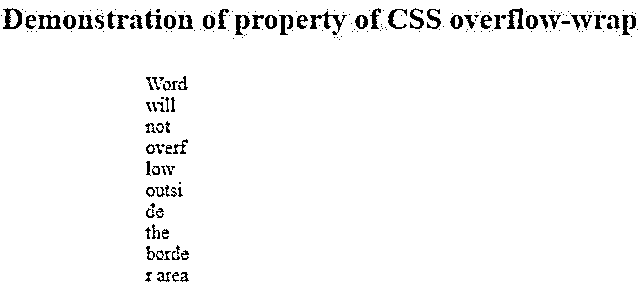 Demonstration of property of CSS overflow-wrap
Word
will
not
overf
low
outsi
de
the
borde
r area